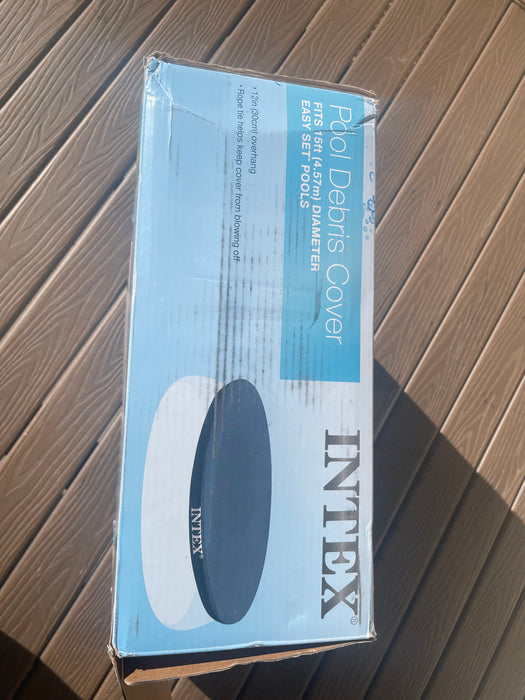 Pool Debris Cover
FITS 15ft (4.57m) DIAMETER
EASY SET POOLS
• 12in (30cm) overhang
• Rope tie helps keep cover from blowing off
INTEX®
INTEX®